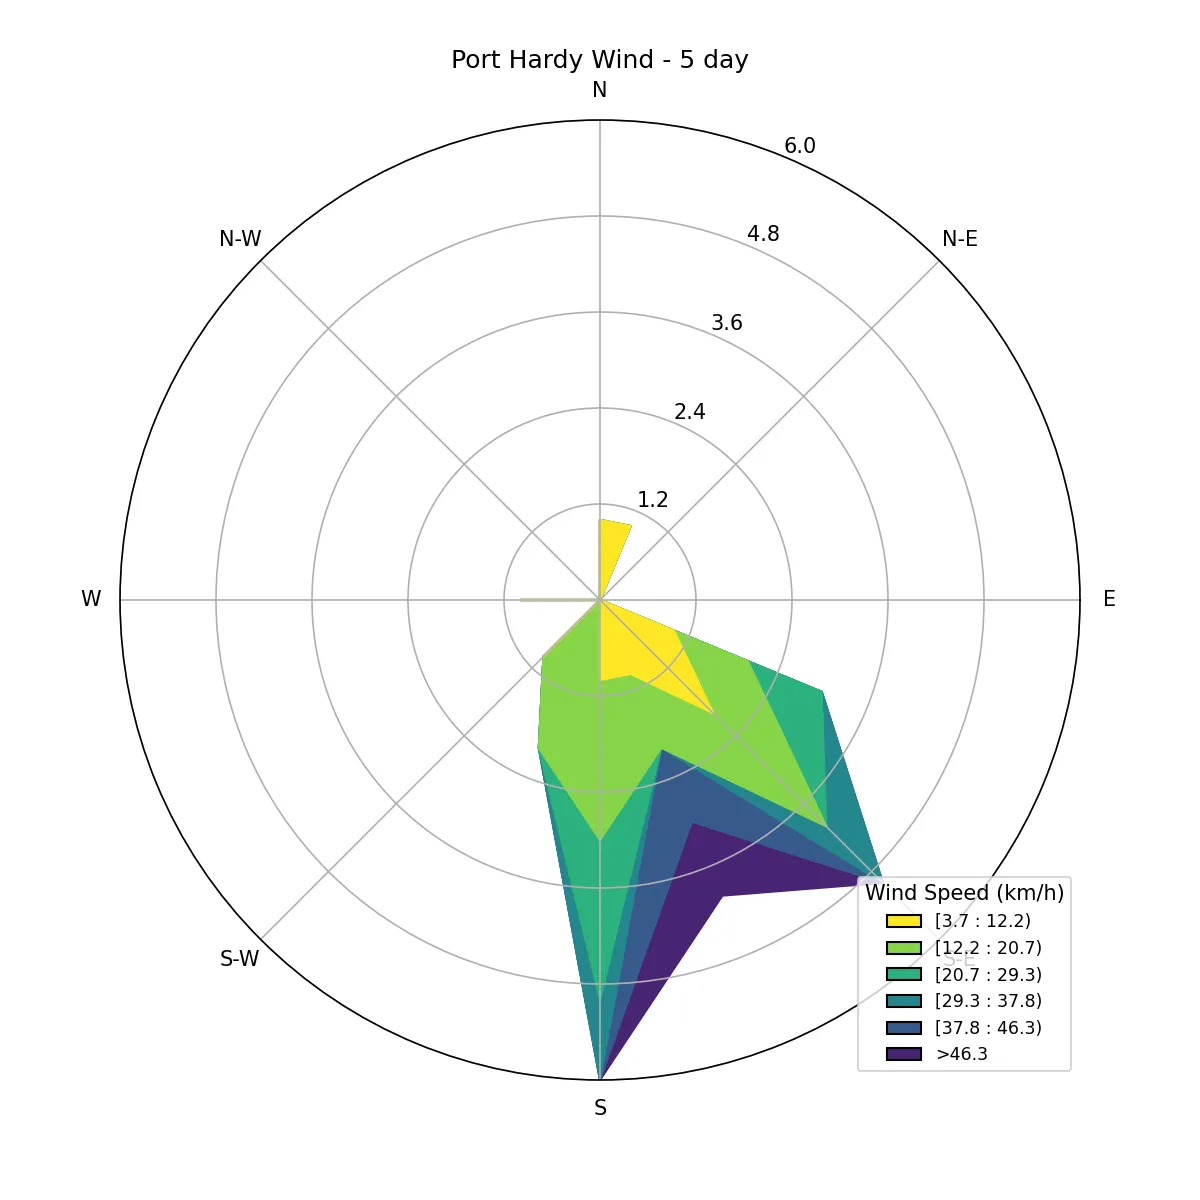 Port Hardy Wind - 5 day
N
6.0
N-W
4.8
N-E
3.6
2.4
1.2
W
E
Wind Speed (km/h)
[3.7 : 12.2)
[12.2 : 20.7)
[20.7 : 29.3)
[29.3 : 37.8)
[37.8 : 46.3)
>46.3
S-W
S-E
S